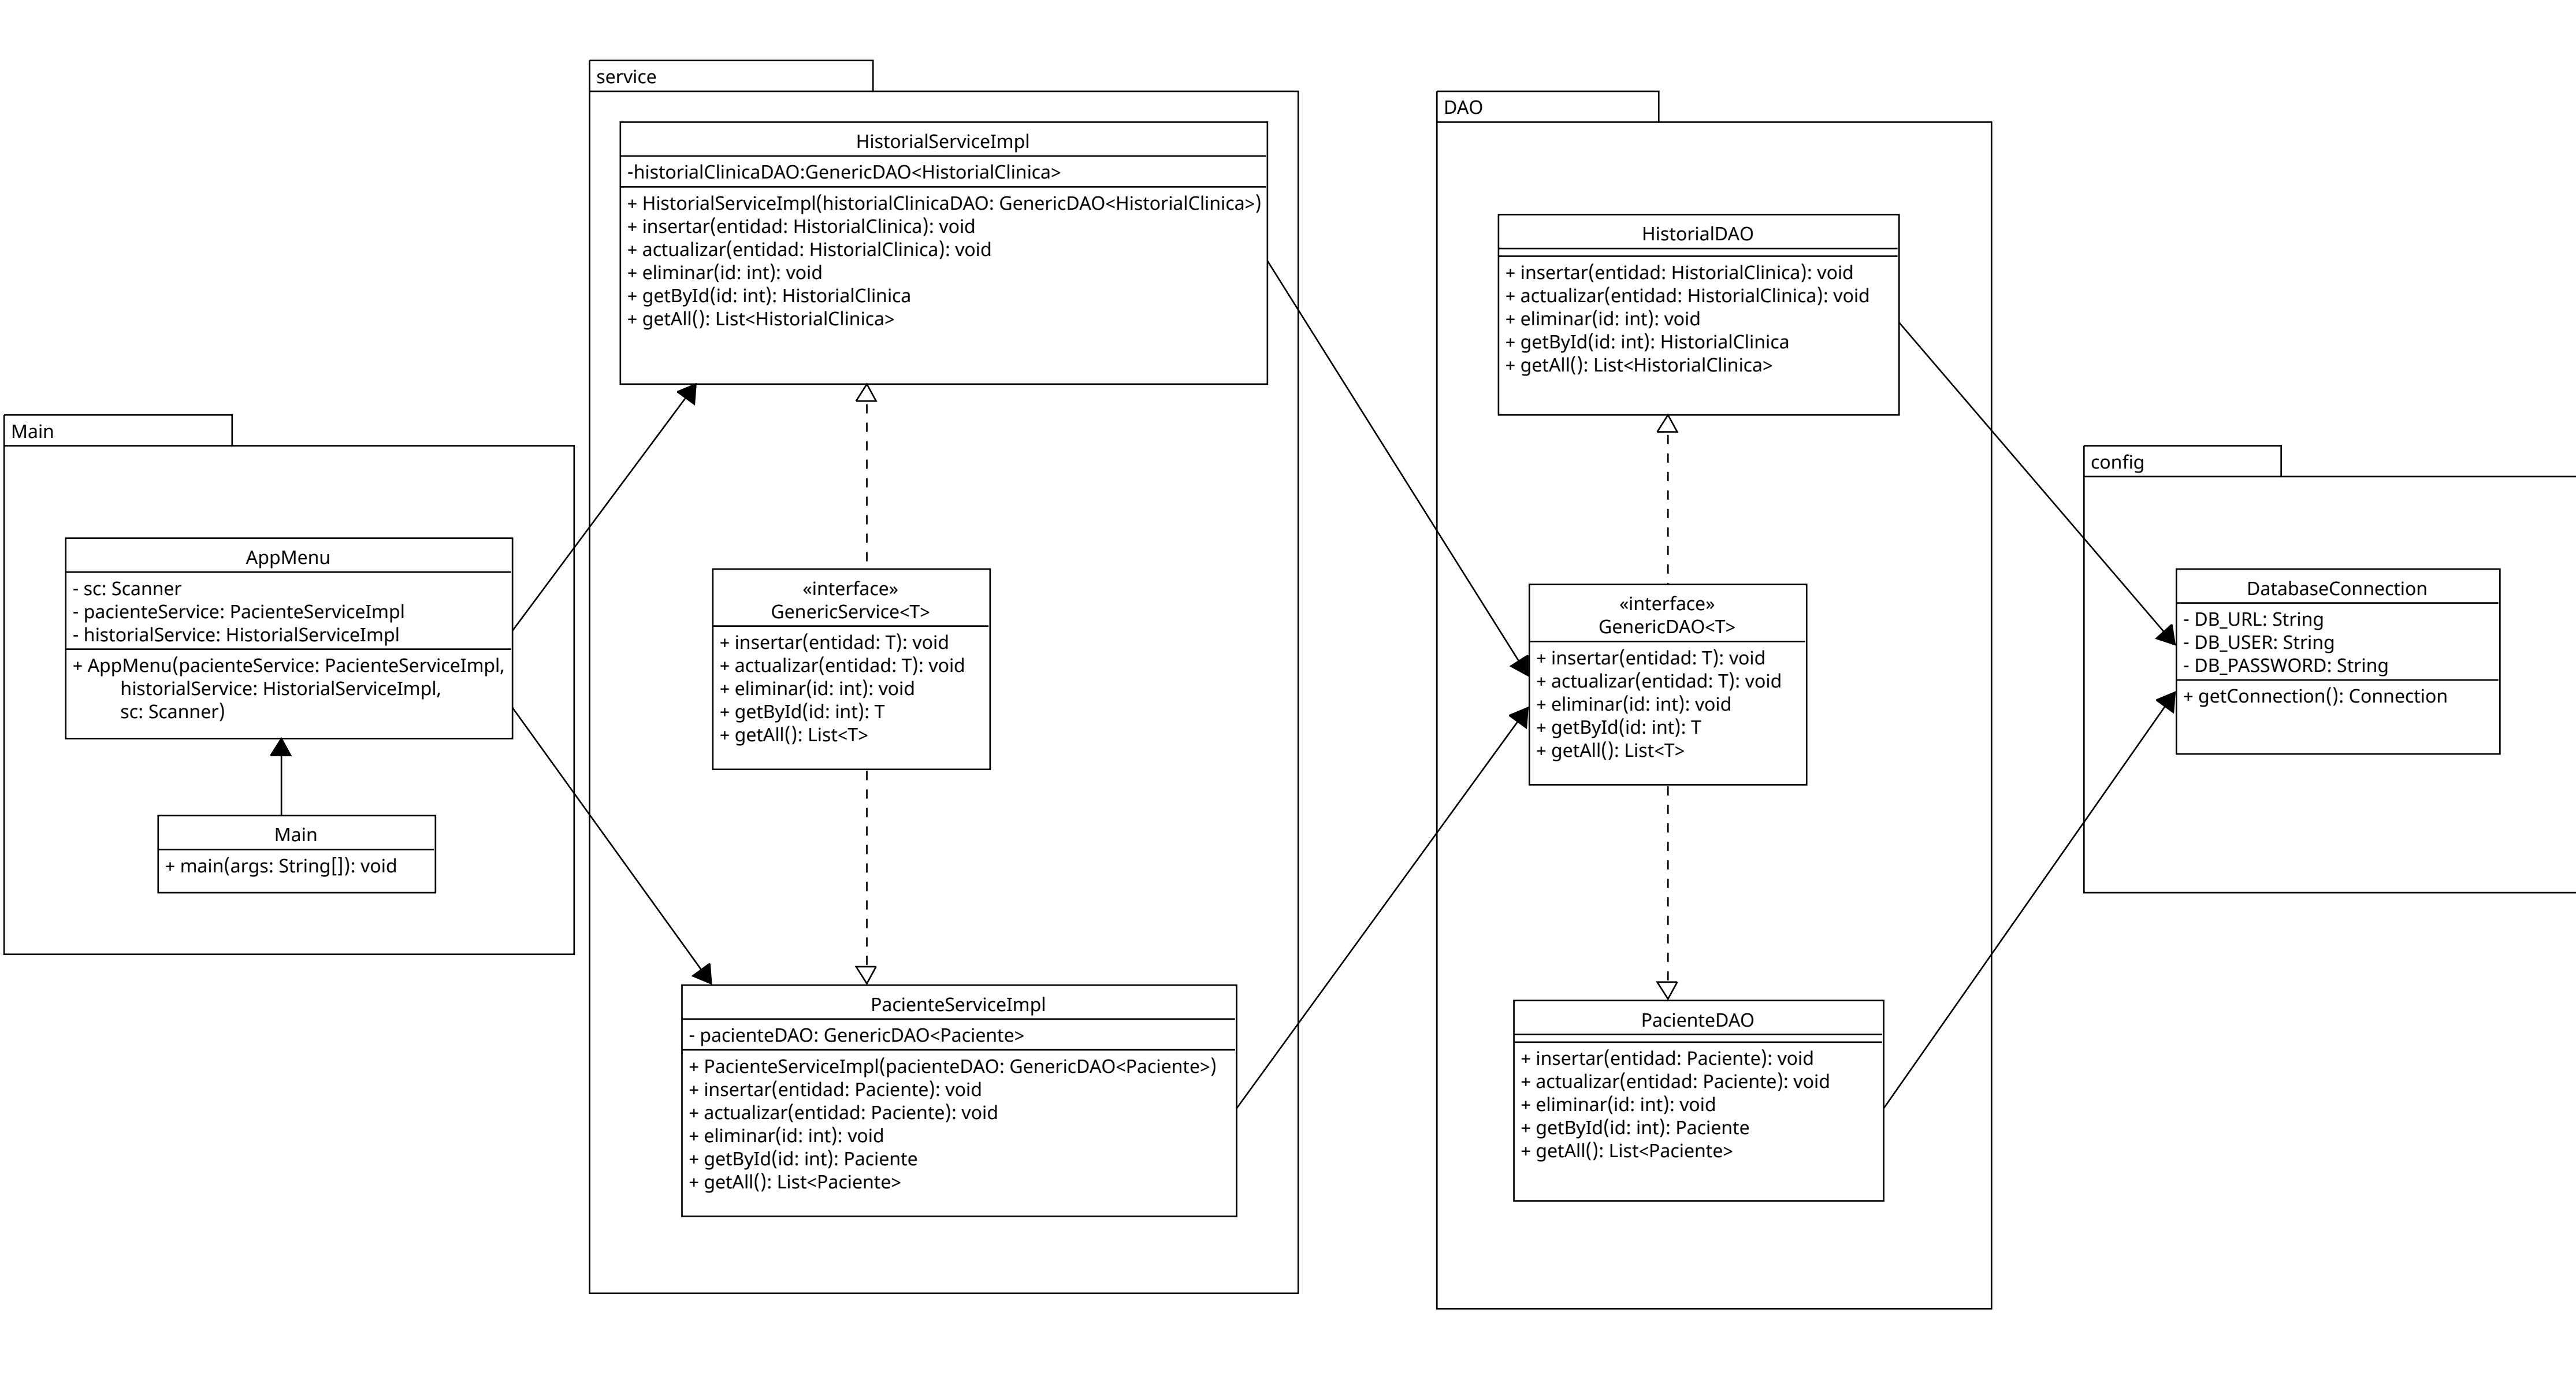 Main
AppMenu
- sc: Scanner
- pacienteService: PacienteServiceImpl
- historialService: HistorialServiceImpl
+ AppMenu(pacienteService: PacienteServiceImpl,
historialService: HistorialServiceImpl,
sc: Scanner)
Main
+ main(args: String[]): void
service
HistorialServiceImpl
-historialClinicaDAO:GenericDAO<HistorialClinica>
+ HistorialServiceImpl(historialClinicaDAO: GenericDAO<HistorialClinica>)
+ insertar(entidad: HistorialClinica): void
+ actualizar(entidad: HistorialClinica): void
+ eliminar(id: int): void
+ getById(id: int): HistorialClinica
+ getAll(): List<HistorialClinica>
«interface»
GenericService<T>
+ insertar(entidad: T): void
+ actualizar(entidad: T): void
+ eliminar(id: int): void
+ getById(id: int): T
+ getAll(): List<T>
PacienteServiceImpl
- pacienteDAO: GenericDAO<Paciente>
+ PacienteServiceImpl(pacienteDAO: GenericDAO<Paciente>)
+ insertar(entidad: Paciente): void
+ actualizar(entidad: Paciente): void
+ eliminar(id: int): void
+ getById(id: int): Paciente
+ getAll(): List<Paciente>
DAO
HistorialDAO
+ insertar(entidad: HistorialClinica): void
+ actualizar(entidad: HistorialClinica): void
+ eliminar(id: int): void
+ getById(id: int): HistorialClinica
+ getAll(): List<HistorialClinica>
«interface»
GenericDAO<T>
+ insertar(entidad: T): void
+ actualizar(entidad: T): void
+ eliminar(id: int): void
+ getById(id: int): T
+ getAll(): List<T>
PacienteDAO
+ insertar(entidad: Paciente): void
+ actualizar(entidad: Paciente): void
+ eliminar(id: int): void
+ getById(id: int): Paciente
+ getAll(): List<Paciente>
config
DatabaseConnection
- DB_URL: String
- DB_USER: String
- DB_PASSWORD: String
+ getConnection(): Connection